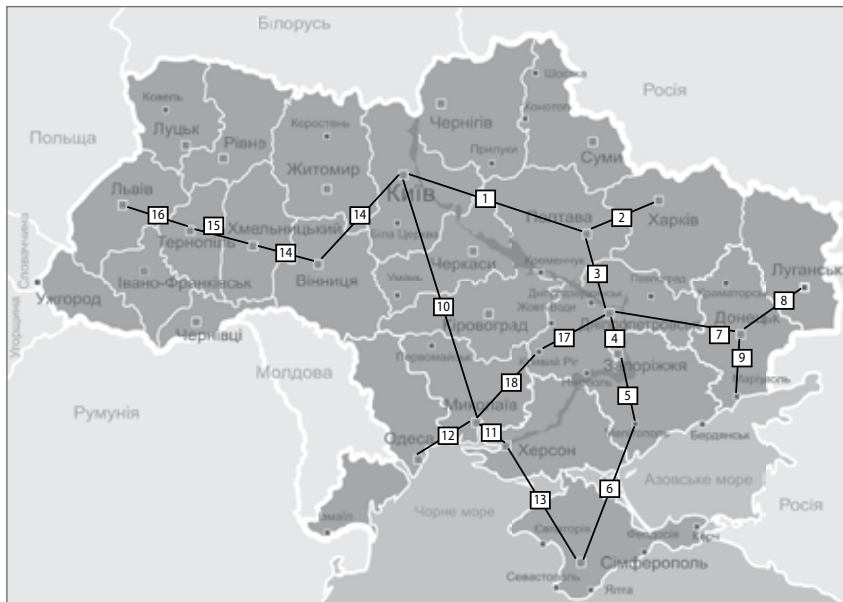 Білорусь
Шостка
Росія
Ковель
Конотоп
Коростень
Чернігів
Луцьк
Рівне
Польща
Прилуки
Суми
Житомир
Київ
Львів
1
2
Харків
16
15
14
Полтава
Хмельницький
Біла Церква
Тернопіль
14
Черкаси
Кременчук
3
Словаччина
Вінниця
Івано-Франківськ
Умань
Павлоград
Луганськ
Краматорськ
8
Ужгород
Дніпродзержинськ
10
Жовті Води
Угорщина
Чернівці
Кіровоград
Дніпропетровськ
Донецьк
17
4
7
Первомайськ
Кривий Ріг
9
Запоріжжя
Молдова
18
Нікополь
Маріуполь
5
Миколаїв
Румунія
Мелітополь
Одеса
12
11
Бердянськ
Херсон
Азовське море
6
13
Росія
Чорне море
Ізмаїл
Євпаторія
Феодосія
Керч
Сімферополь
Севастополь
Ялта